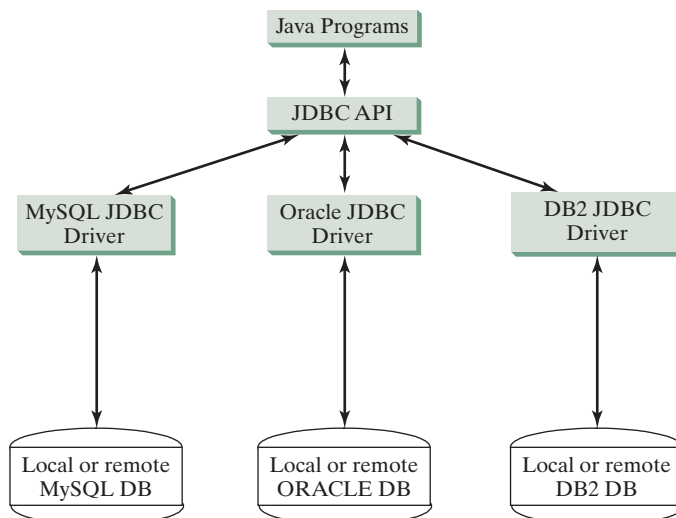 Java Programs
JDBC API
MySQL JDBC
Driver
Oracle JDBC
Driver
DB2 JDBC
Driver
Local or remote
MySQL DB
Local or remote
ORACLE DB
Local or remote
DB2 DB